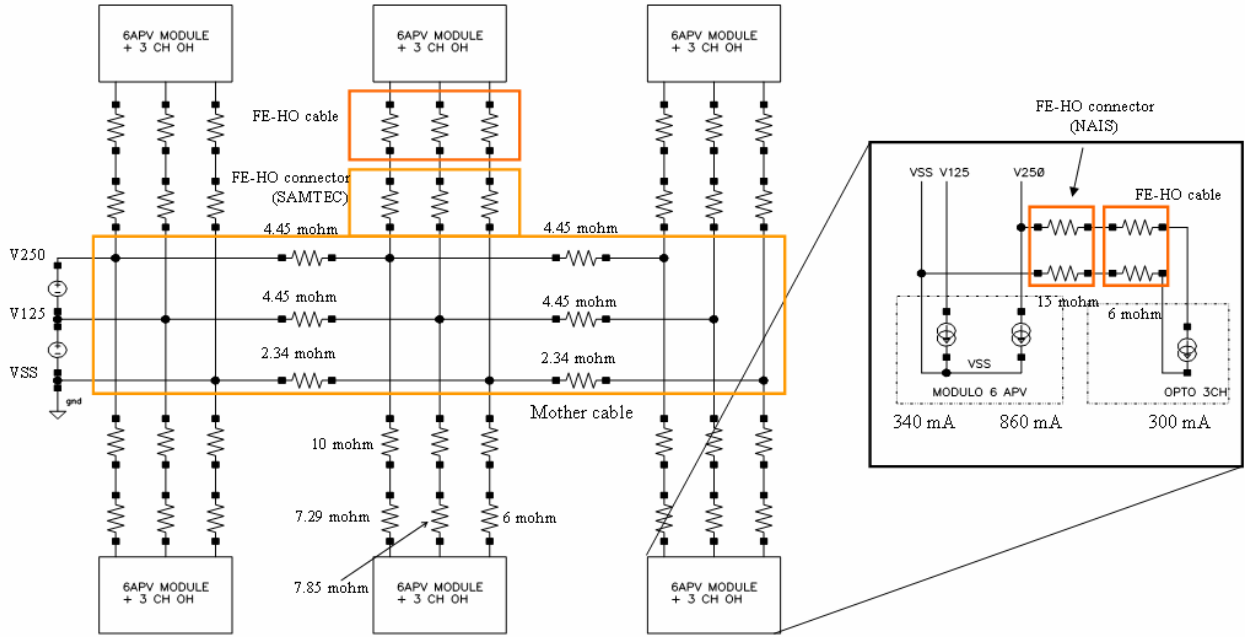 6APV MODULE
+ 3 CH OH
6APV MODULE
+ 3 CH OH
6APV MODULE
+ 3 CH OH
FE-HO cable
FE-HO connector
(SAMTEC)
4.45 mohm
4.45 mohm
V250
4.45 mohm
4.45 mohm
V125
2.34 mohm
2.34 mohm
VSS
gnd
Mother cable
10 mohm
7.29 mohm
6 mohm
7.85 mohm
6APV MODULE
+ 3 CH OH
6APV MODULE
+ 3 CH OH
6APV MODULE
+ 3 CH OH
FE-HO connector
(NAIS)
VSS V125
V250
FE-HO cable
15 mohm
6 mohm
VSS
MODULO 6 APV
OPTO 3CH
340 mA
860 mA
300 mA